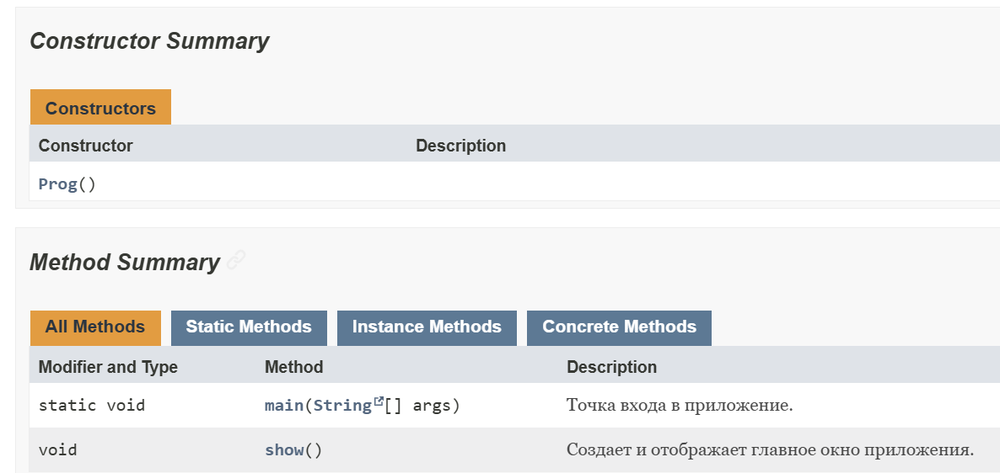 Constructor Summary
Constructors
Constructor Description
Prog()
Method Summary
All Methods Static Methods Instance Methods Concrete Methods
Modifier and Type Method Description
static void main(String[] args) Точка входа в приложение.
void show() Создает и отображает главное окно приложения.